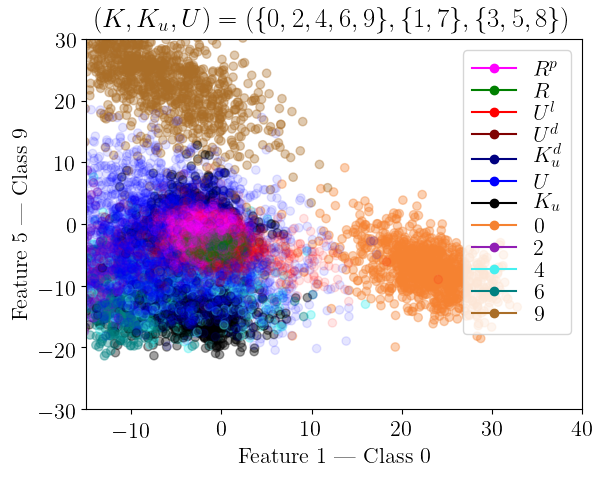 (K, K_u, U) = ({0, 2, 4, 6, 9}, {1, 7}, {3, 5, 8})
30
20
10
0
−10
−20
−30
Feature 5 — Class 9
R^p
R
U^l
U^d
K_u^d
U
K_u
0
2
4
6
9
−10
0
10
20
30
40
Feature 1 — Class 0